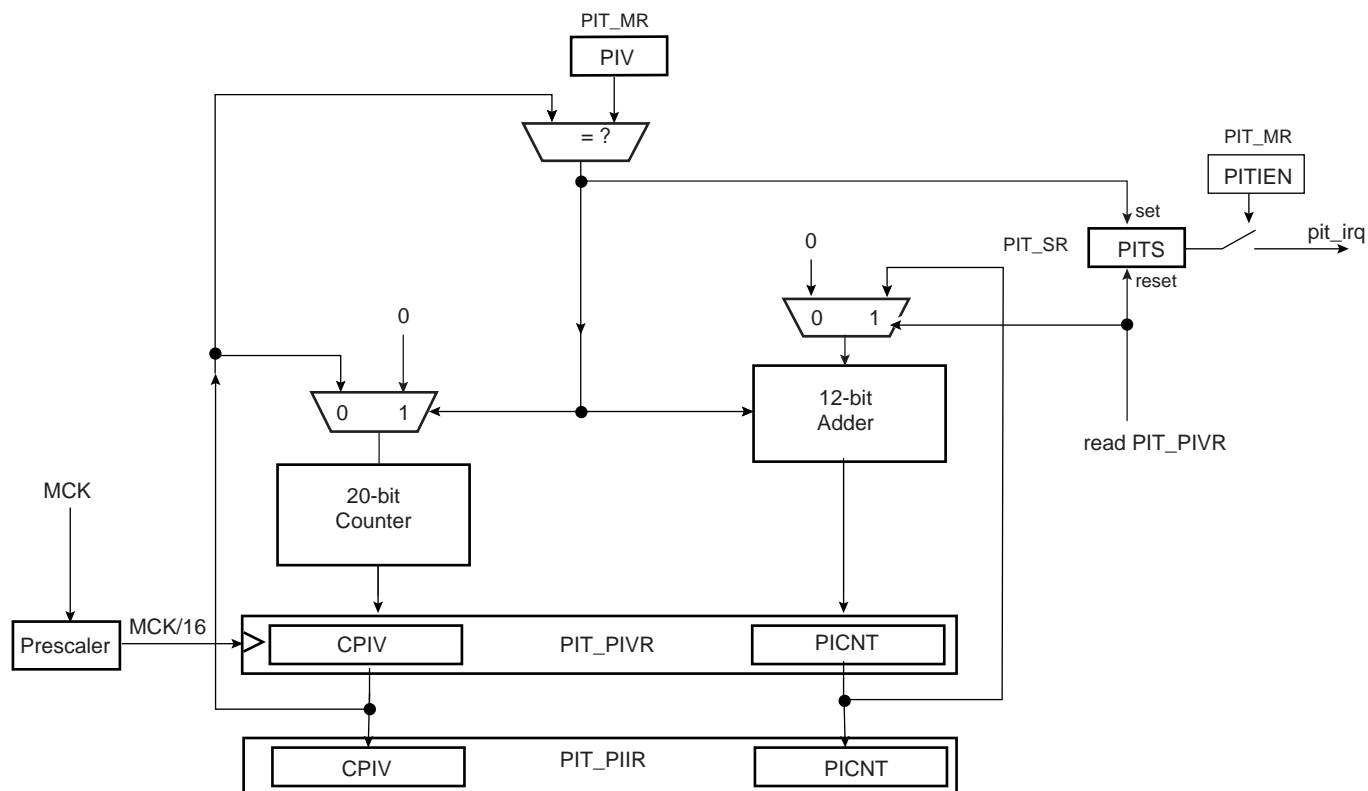 PIT_MR
PIV
= ?
PIT_MR
PITIEN
set
0
PIT_SR
PITS
pit_irq
reset
0
0 1
0 1
12-bit
Adder
read PIT_PIVR
MCK
20-bit
Counter
MCK/16
Prescaler
CPIV
PIT_PIVR
PICNT
CPIV
PIT_PIIR
PICNT